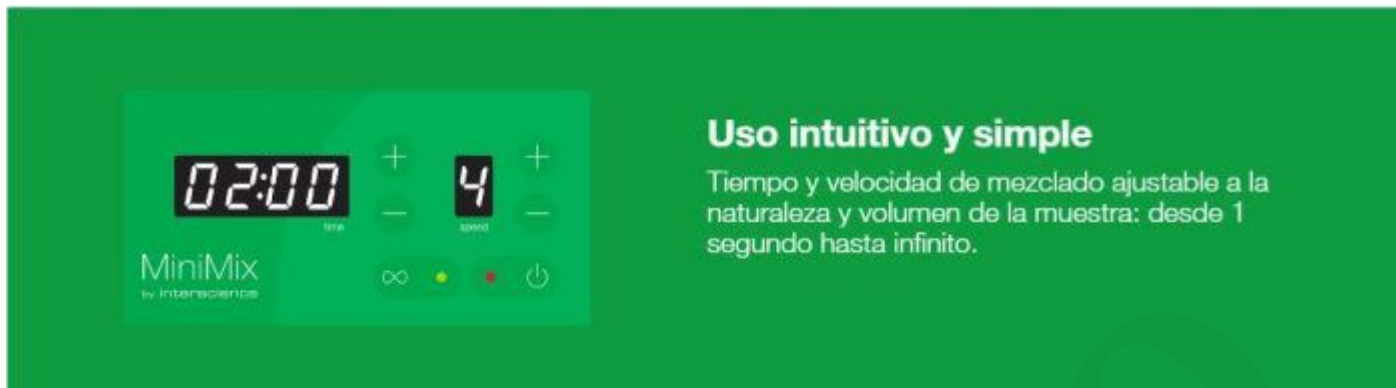 02:00
time
+
−
4
speed
+
−
MiniMix
by interscience
∞
Uso intuitivo y simple
Tiempo y velocidad de mezclado ajustable a la
naturaleza y volumen de la muestra: desde 1
segundo hasta infinito.